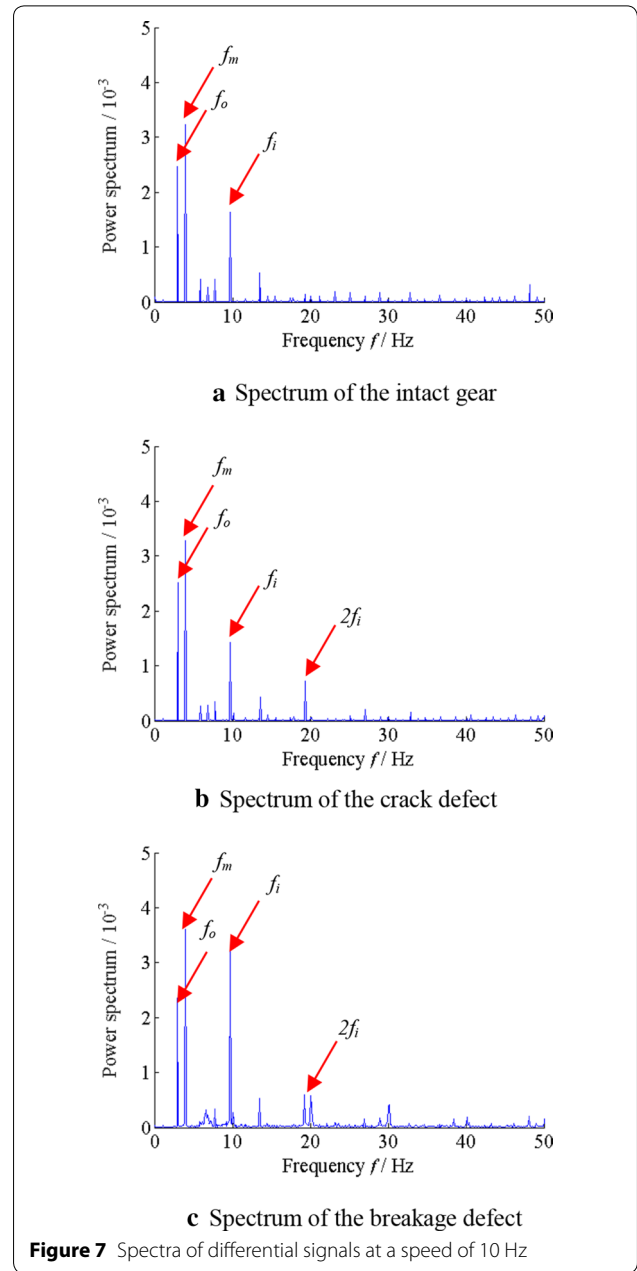 5
4
3
2
1
0
Power spectrum / 10⁻³
fₘ
fₒ
fᵢ
0 10 20 30 40 50
Frequency f / Hz
a Spectrum of the intact gear
5
4
3
2
1
0
Power spectrum / 10⁻³
fₘ
fₒ
fᵢ
2fᵢ
0 10 20 30 40 50
Frequency f / Hz
b Spectrum of the crack defect
5
4
3
2
1
0
Power spectrum / 10⁻³
fₘ
fᵢ
fₒ
2fᵢ
0 10 20 30 40 50
Frequency f / Hz
c Spectrum of the breakage defect
Figure 7 Spectra of differential signals at a speed of 10 Hz